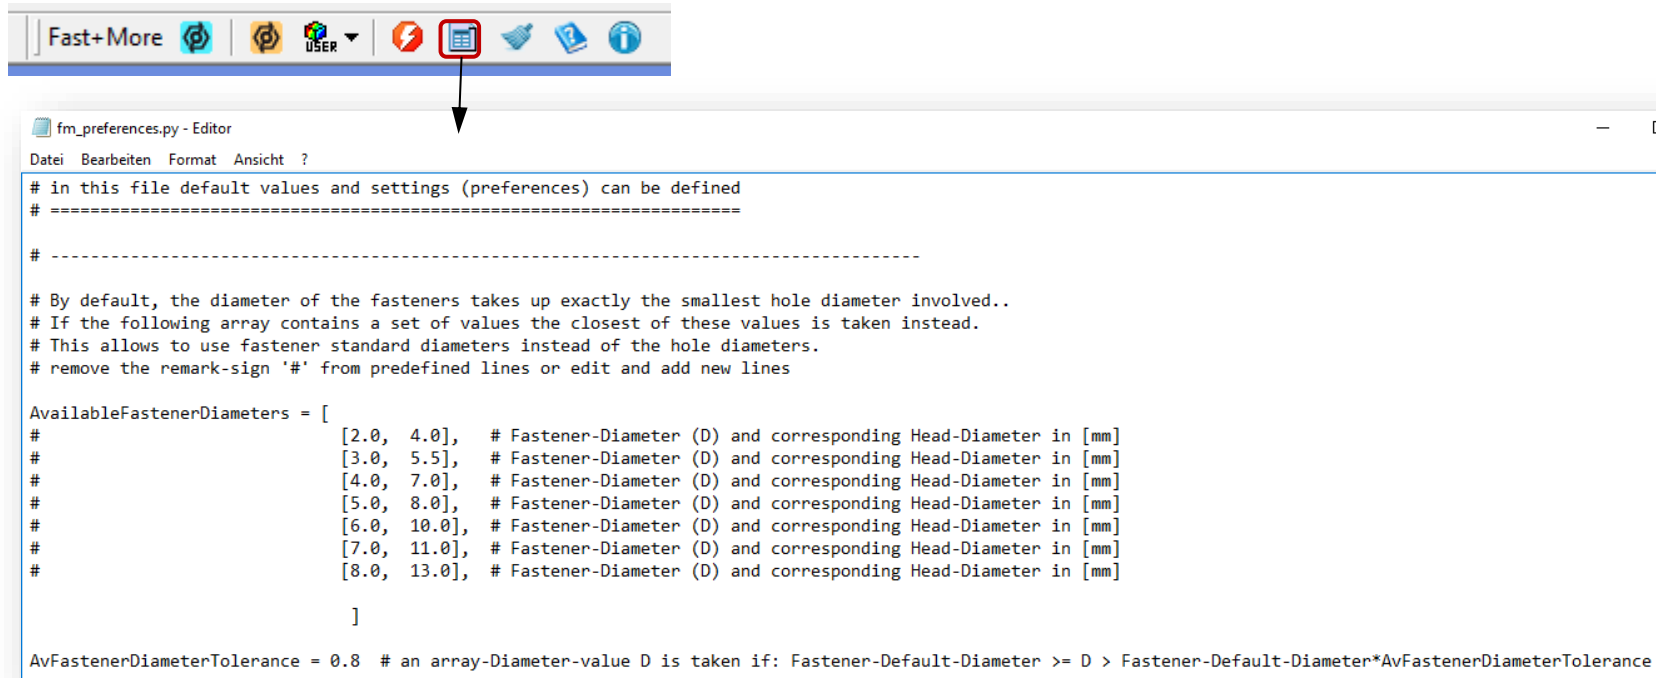 Fast+More
USER
fm_preferences.py - Editor
Datei Bearbeiten Format Ansicht ?
# in this file default values and settings (preferences) can be defined
# =====================================================================

# ---------------------------------------------------------------------------------------

# By default, the diameter of the fasteners takes up exactly the smallest hole diameter involved..
# If the following array contains a set of values the closest of these values is taken instead.
# This allows to use fastener standard diameters instead of the hole diameters.
# remove the remark-sign '#' from predefined lines or edit and add new lines

AvailableFastenerDiameters = [
# [2.0, 4.0], # Fastener-Diameter (D) and corresponding Head-Diameter in [mm]
# [3.0, 5.5], # Fastener-Diameter (D) and corresponding Head-Diameter in [mm]
# [4.0, 7.0], # Fastener-Diameter (D) and corresponding Head-Diameter in [mm]
# [5.0, 8.0], # Fastener-Diameter (D) and corresponding Head-Diameter in [mm]
# [6.0, 10.0], # Fastener-Diameter (D) and corresponding Head-Diameter in [mm]
# [7.0, 11.0], # Fastener-Diameter (D) and corresponding Head-Diameter in [mm]
# [8.0, 13.0], # Fastener-Diameter (D) and corresponding Head-Diameter in [mm]
]
AvFastenerDiameterTolerance = 0.8 # an array-Diameter-value D is taken if: Fastener-Default-Diameter >= D > Fastener-Default-Diameter*AvFastenerDiameterTolerance